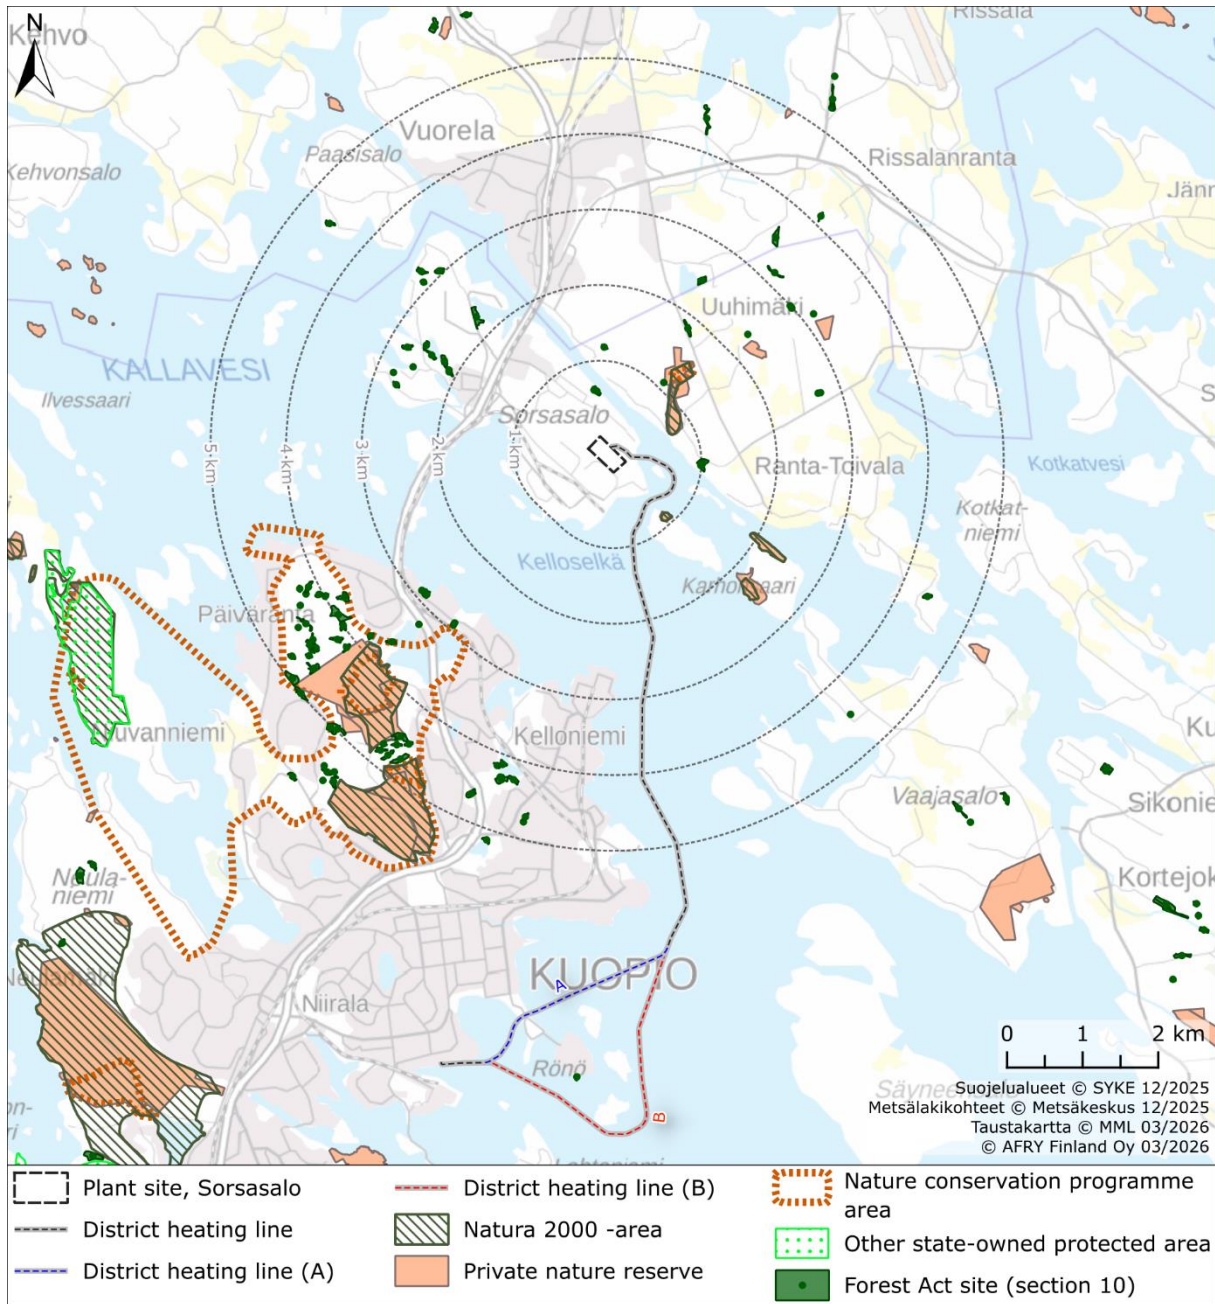 N
Kehvo
Rissala
Vuorela
Paasisalo
Rissalanranta
Kehvonsalo
Jänn
Uuhimäki
KALLAVESI
Ilvessaari
Sorsasalo
5 km
4 km
3 km
2 km
1 km
Ranta-Toivala
Kotkatvesi
Kotkat-
niemi
Kelloselkä
Päiväranta
Kelloniemi
Ku
Vaajasalo
Sikonie
Kortejok
KUOPIO
A
Niirala
Rönö
B
0 1 2 km
Suojelualueet © SYKE 12/2025
Metsälakikohteet © Metsäkeskus 12/2025
Taustakartta © MML 03/2026
© AFRY Finland Oy 03/2026
Plant site, Sorsasalo
District heating line
District heating line (A)
District heating line (B)
Natura 2000 -area
Private nature reserve
Nature conservation programme
area
Other state-owned protected area
Forest Act site (section 10)